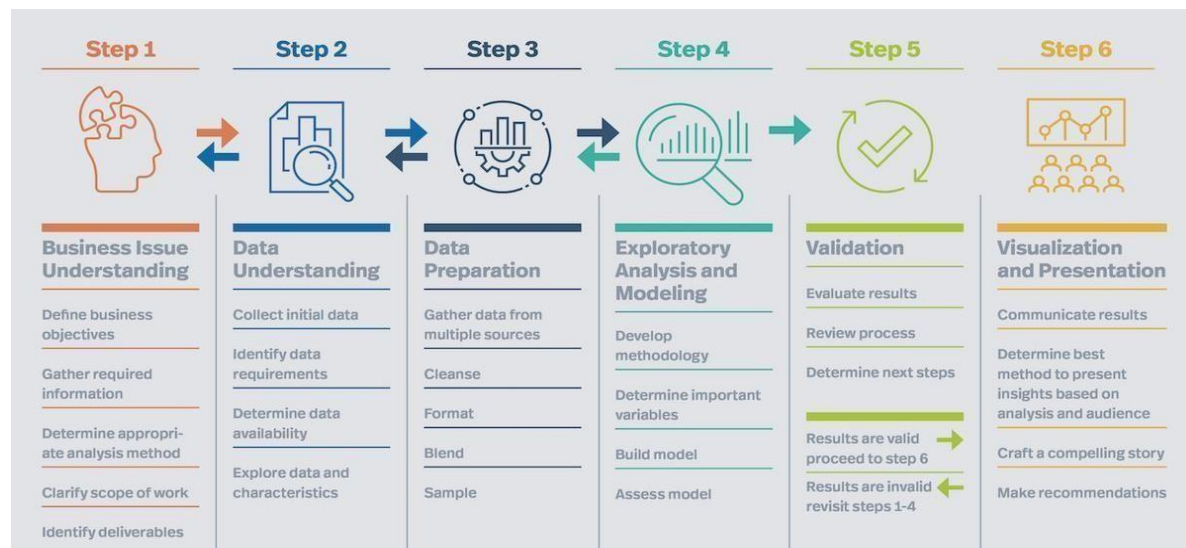 Step 1
Step 2
Step 3
Step 4
Step 5
Step 6
Business Issue
Understanding
Define business
objectives
Gather required
information
Determine appropri-
ate analysis method
Clarify scope of work
Identify deliverables
Data
Understanding
Collect initial data
Identify data
requirements
Determine data
availability
Explore data and
characteristics
Data
Preparation
Gather data from
multiple sources
Cleanse
Format
Blend
Sample
Exploratory
Analysis and
Modeling
Develop
methodology
Determine important
variables
Build model
Assess model
Validation
Evaluate results
Review process
Determine next steps
Results are valid
proceed to step 6
Results are invalid
revisit steps 1-4
Visualization
and Presentation
Communicate results
Determine best
method to present
insights based on
analysis and audience
Craft a compelling story
Make recommendations